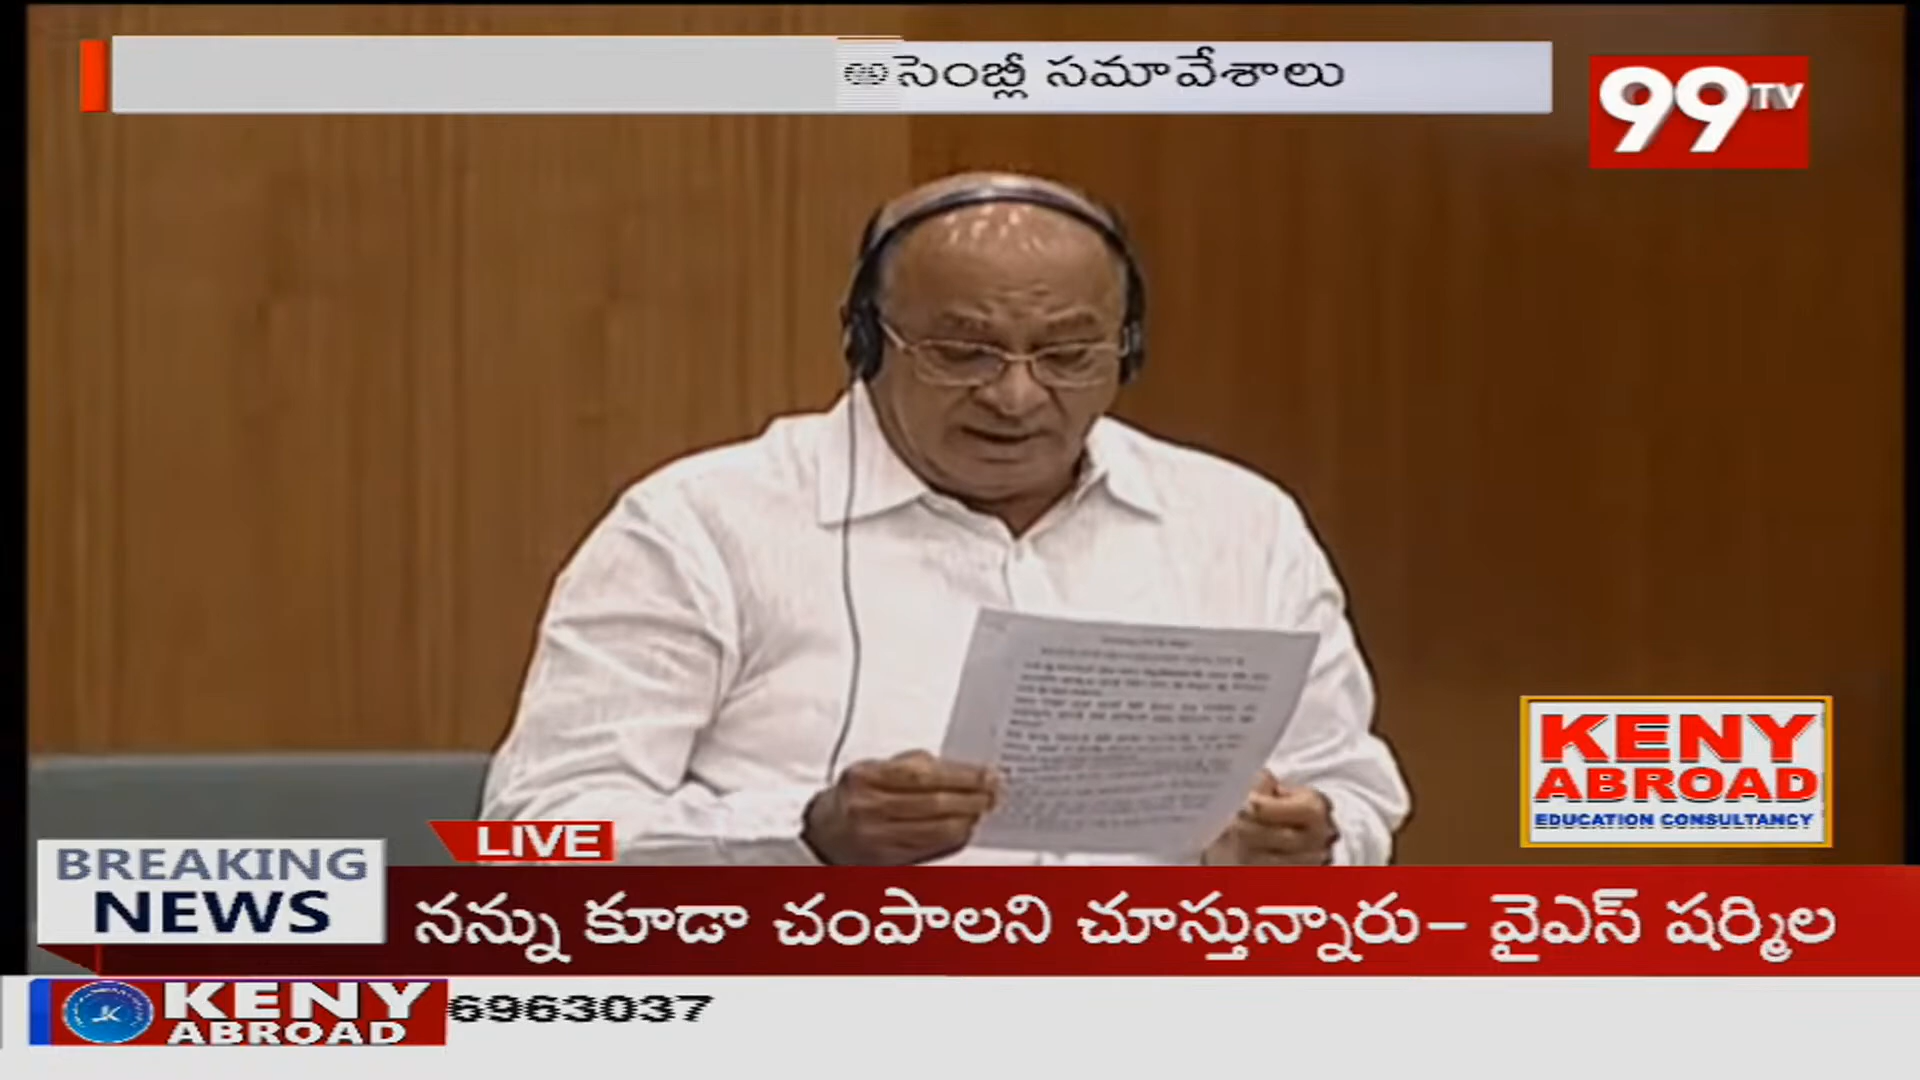 అసెంబ్లీ సమావేశాలు
99TV
KENY
ABROAD
EDUCATION CONSULTANCY
LIVE
BREAKING
NEWS
నన్ను కూడా చంపాలని చూస్తున్నారు– వైఎస్ షర్మిల
KENY
ABROAD
6963037